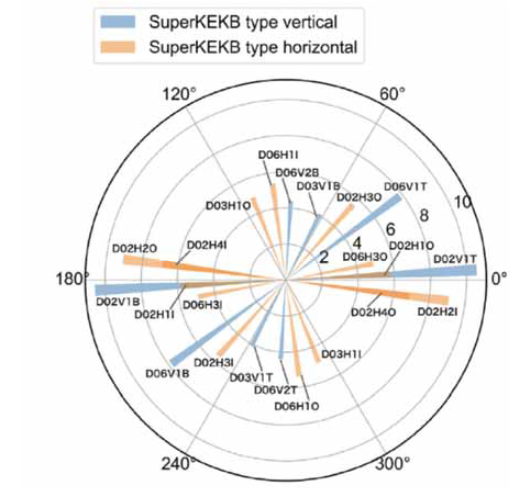 SuperKEKB type vertical
SuperKEKB type horizontal
120°
60°
D06H1I
D06V2B
D03V1B
D06V1T
D03H1O
D02H3O
10
8
6
4
2
D02H2O
D02H4I
D06H3O
D02H1O
D02V1T
180°
0°
D02V1B
D02H1I
D06H3I
D02H4O
D02H2I
D06V1B
D02H3I
D03V1T
D06V2T
D06H1O
D03H1I
240°
300°